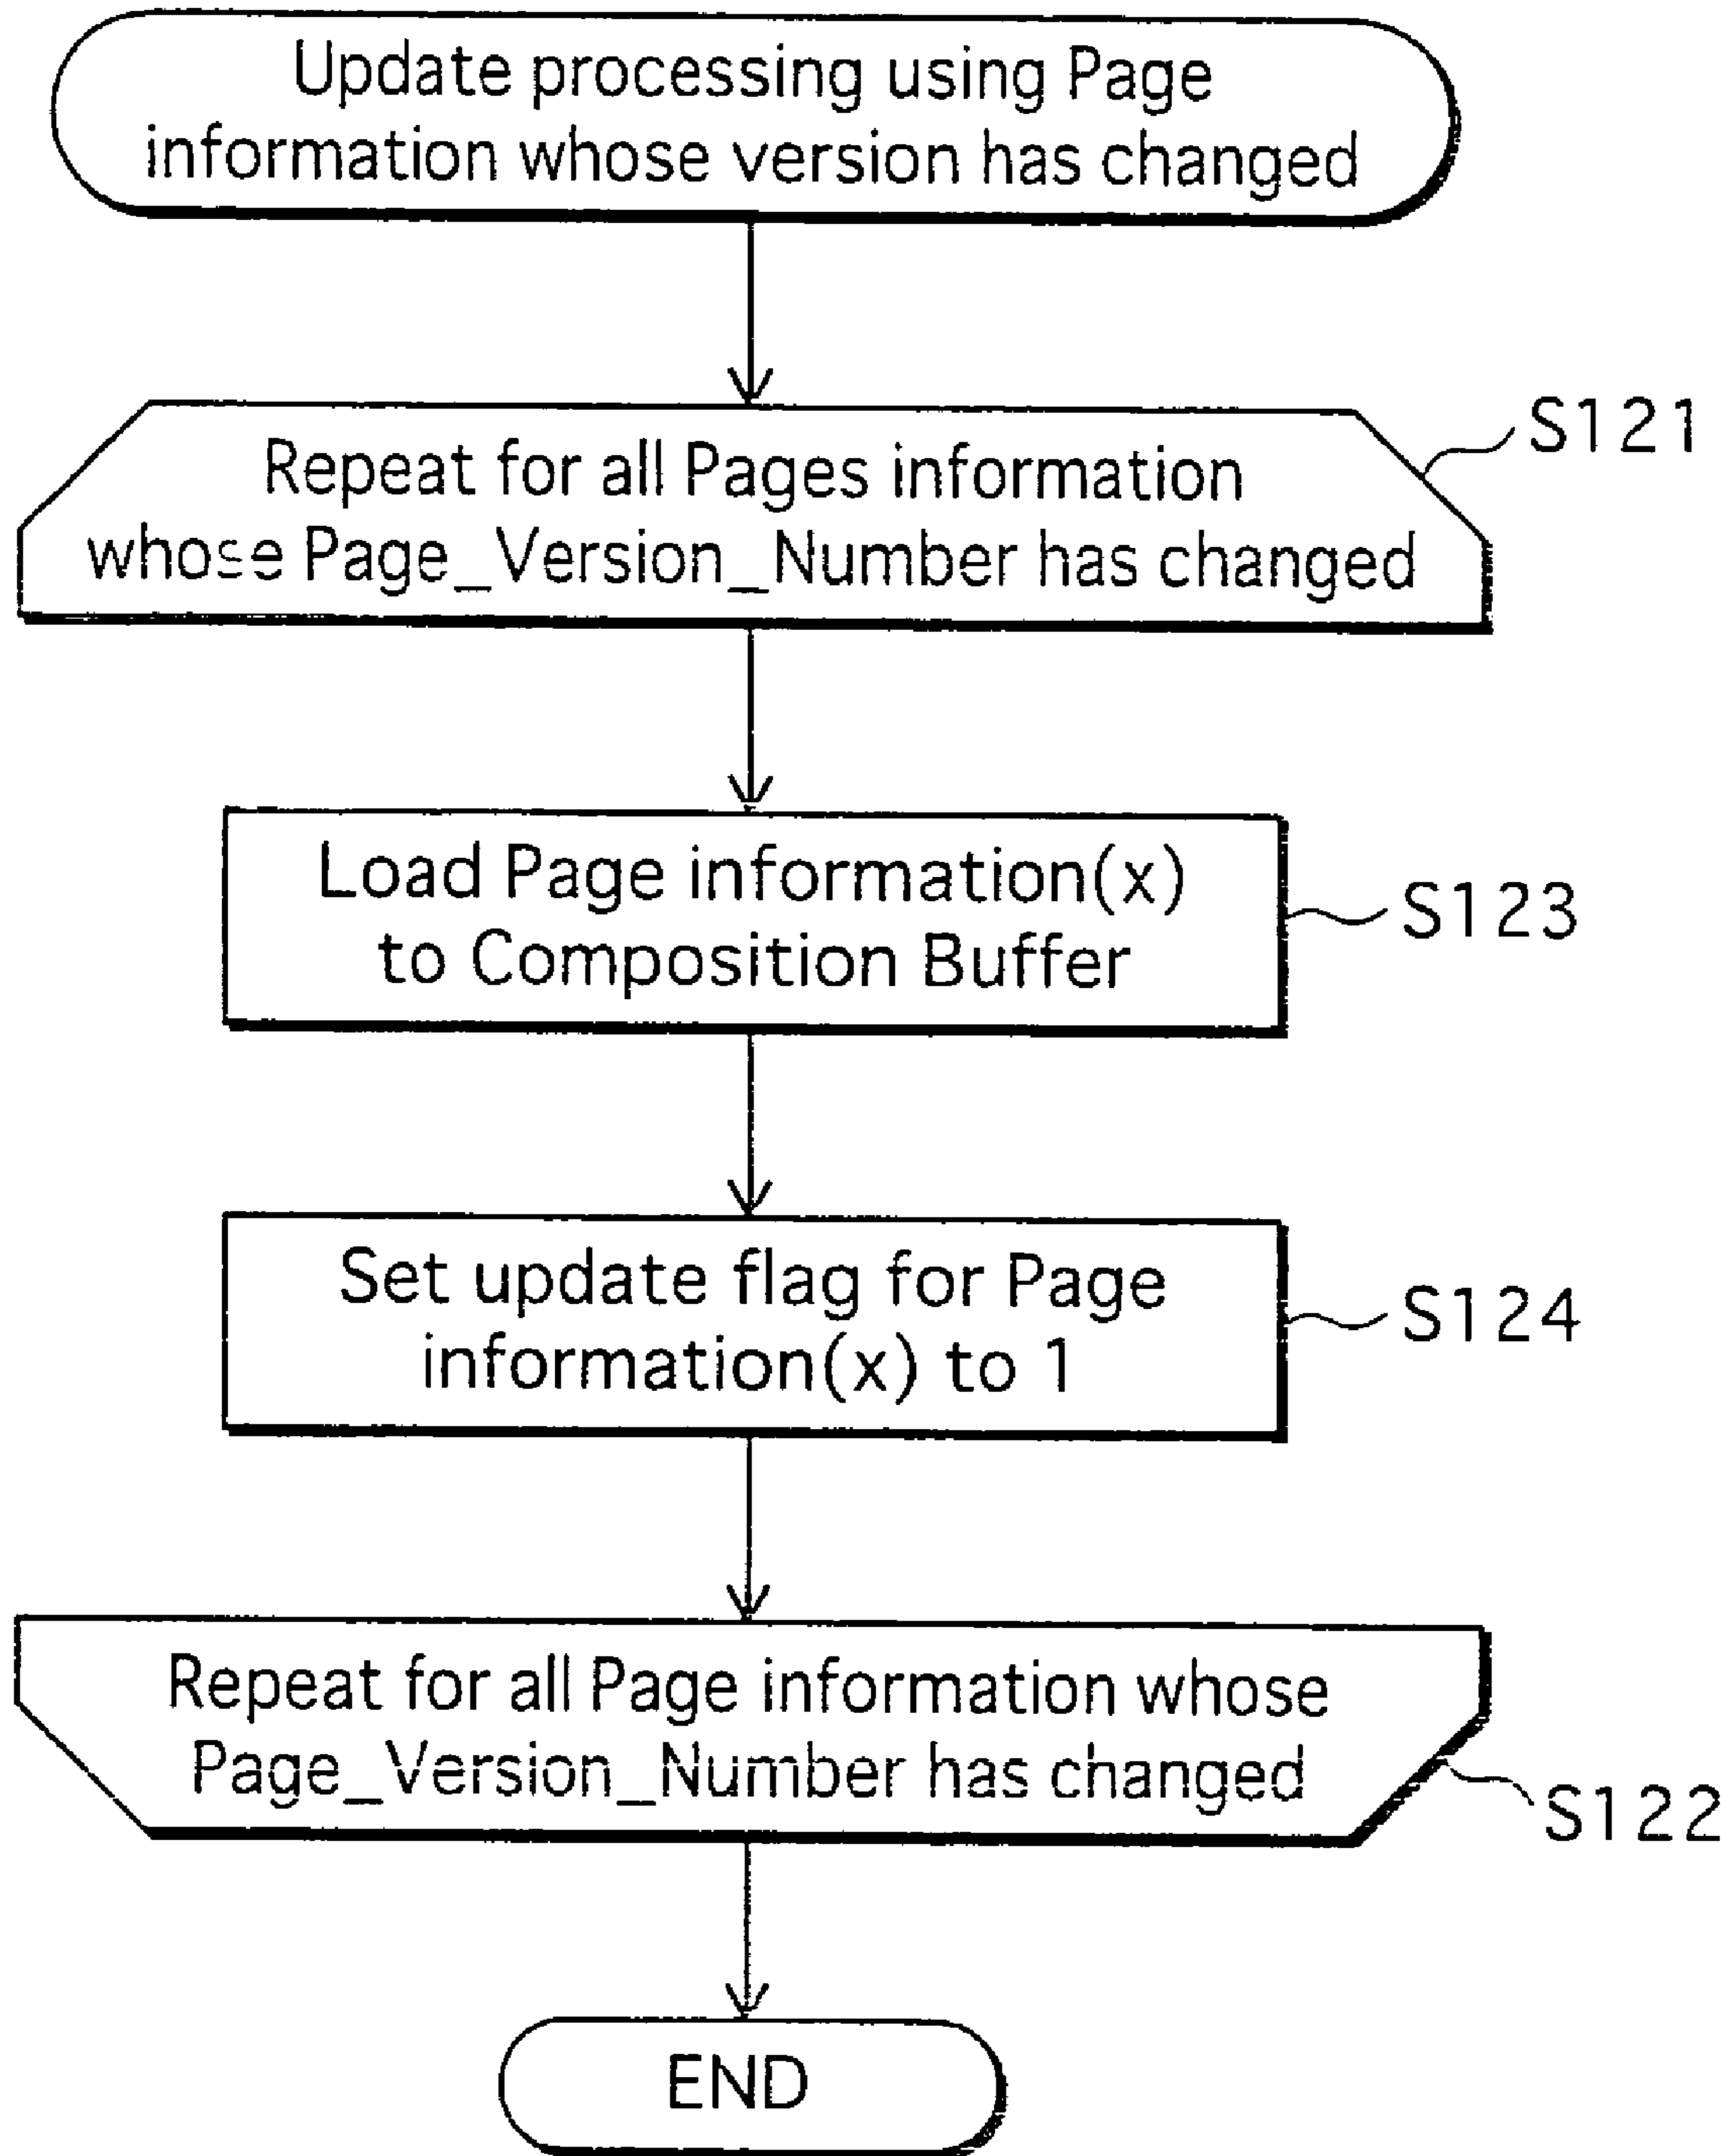 Update processing using Page
information whose version has changed
Repeat for all Pages information
whose Page_Version_Number has changed
S121
Load Page information(x)
to Composition Buffer
S123
Set update flag for Page
information(x) to 1
S124
Repeat for all Page information whose
Page_Version_Number has changed
S122
END